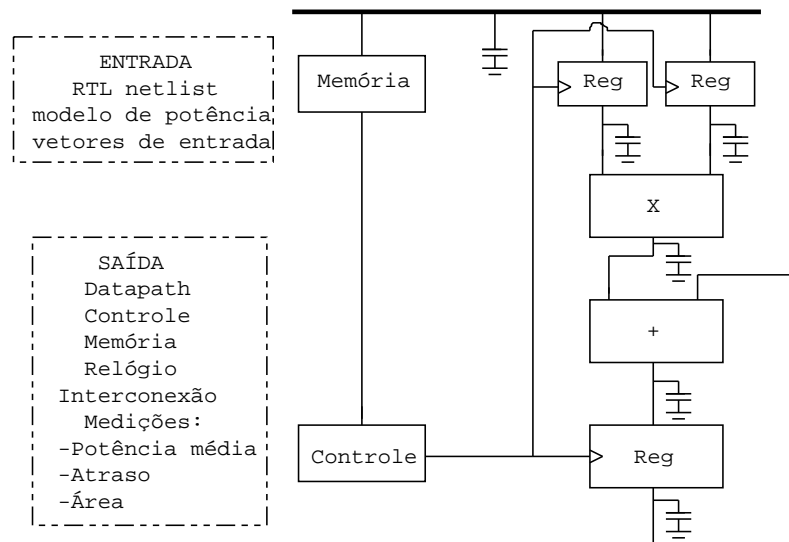 ENTRADA
RTL netlist
modelo de potência
vetores de entrada
SAÍDA
Datapath
Controle
Memória
Relógio
Interconexão
Medições:
-Potência média
-Atraso
-Área
Memória
Reg
Reg
X
+
Controle
Reg